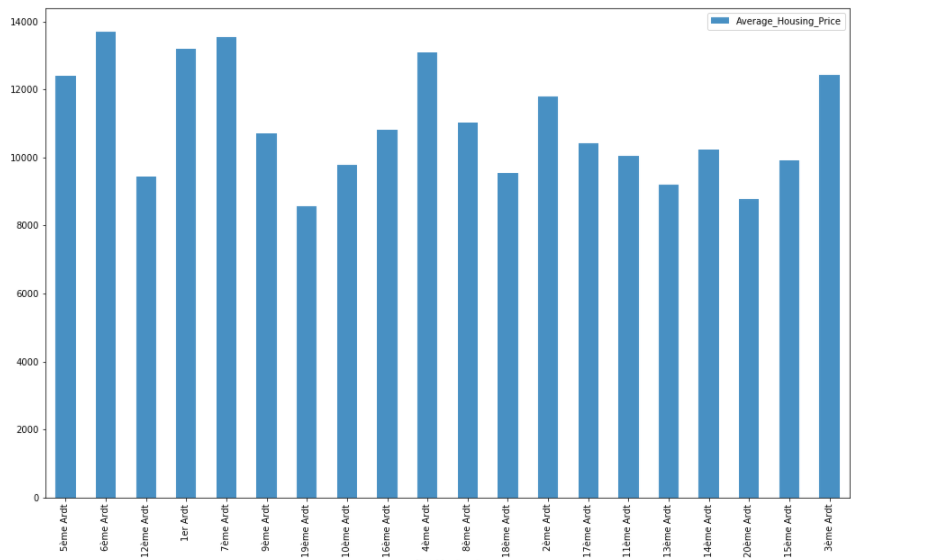 Average_Housing_Price
14000
12000
10000
8000
6000
4000
2000
0
5ème Ardt
6ème Ardt
12ème Ardt
1er Ardt
7ème Ardt
9ème Ardt
19ème Ardt
10ème Ardt
16ème Ardt
4ème Ardt
8ème Ardt
18ème Ardt
2ème Ardt
17ème Ardt
11ème Ardt
13ème Ardt
14ème Ardt
20ème Ardt
15ème Ardt
3ème Ardt